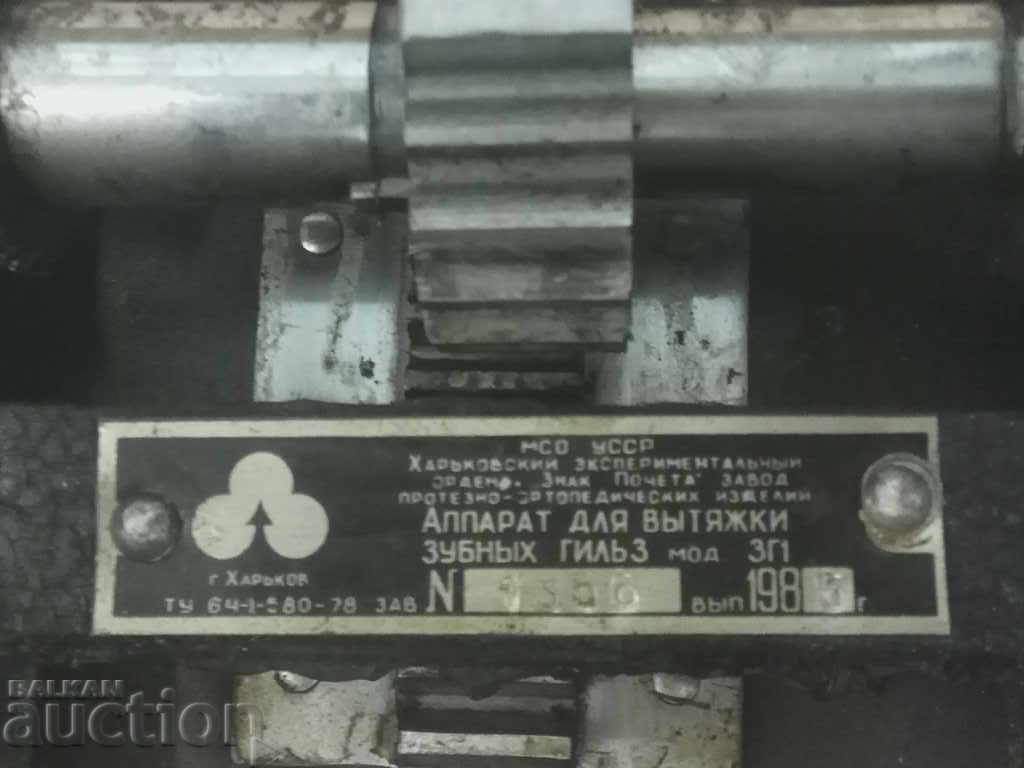 МСО УССР
ХАРЬКОВСКИЙ ЭКСПЕРИМЕНТАЛЬНЫЙ
ОРДЕНА „ЗНАК ПОЧЕТА" ЗАВОД
ПРОТЕЗНО-ОРТОПЕДИЧЕСКИХ ИЗДЕЛИЙ
АППАРАТ ДЛЯ ВЫТЯЖКИ
ЗУБНЫХ ГИЛЬЗ МОД ЗГ1
Г. ХАРЬКОВ
ТУ 64-1-580-78 ЗАВ N ВЫП 198 Г
BALKAN
auction